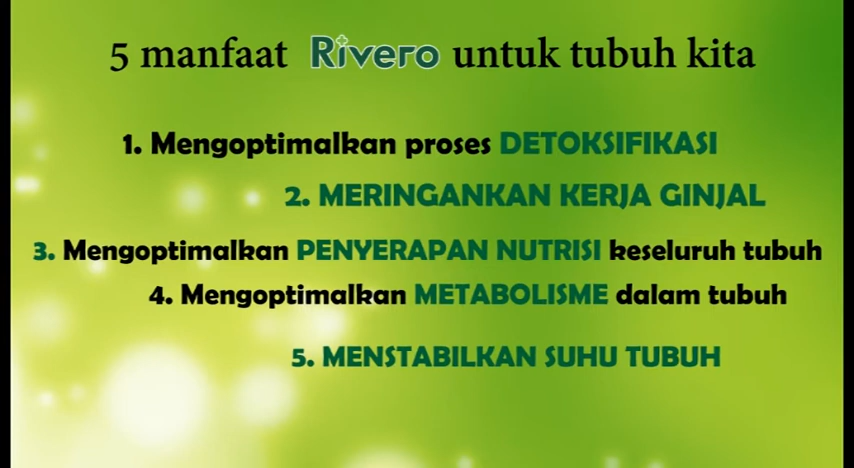 5 manfaat Rivero untuk tubuh kita
1. Mengoptimalkan proses DETOKSIFIKASI
2. MERINGANKAN KERJA GINJAL
3. Mengoptimalkan PENYERAPAN NUTRISI keseluruh tubuh
4. Mengoptimalkan METABOLISME dalam tubuh
5. MENSTABILKAN SUHU TUBUH